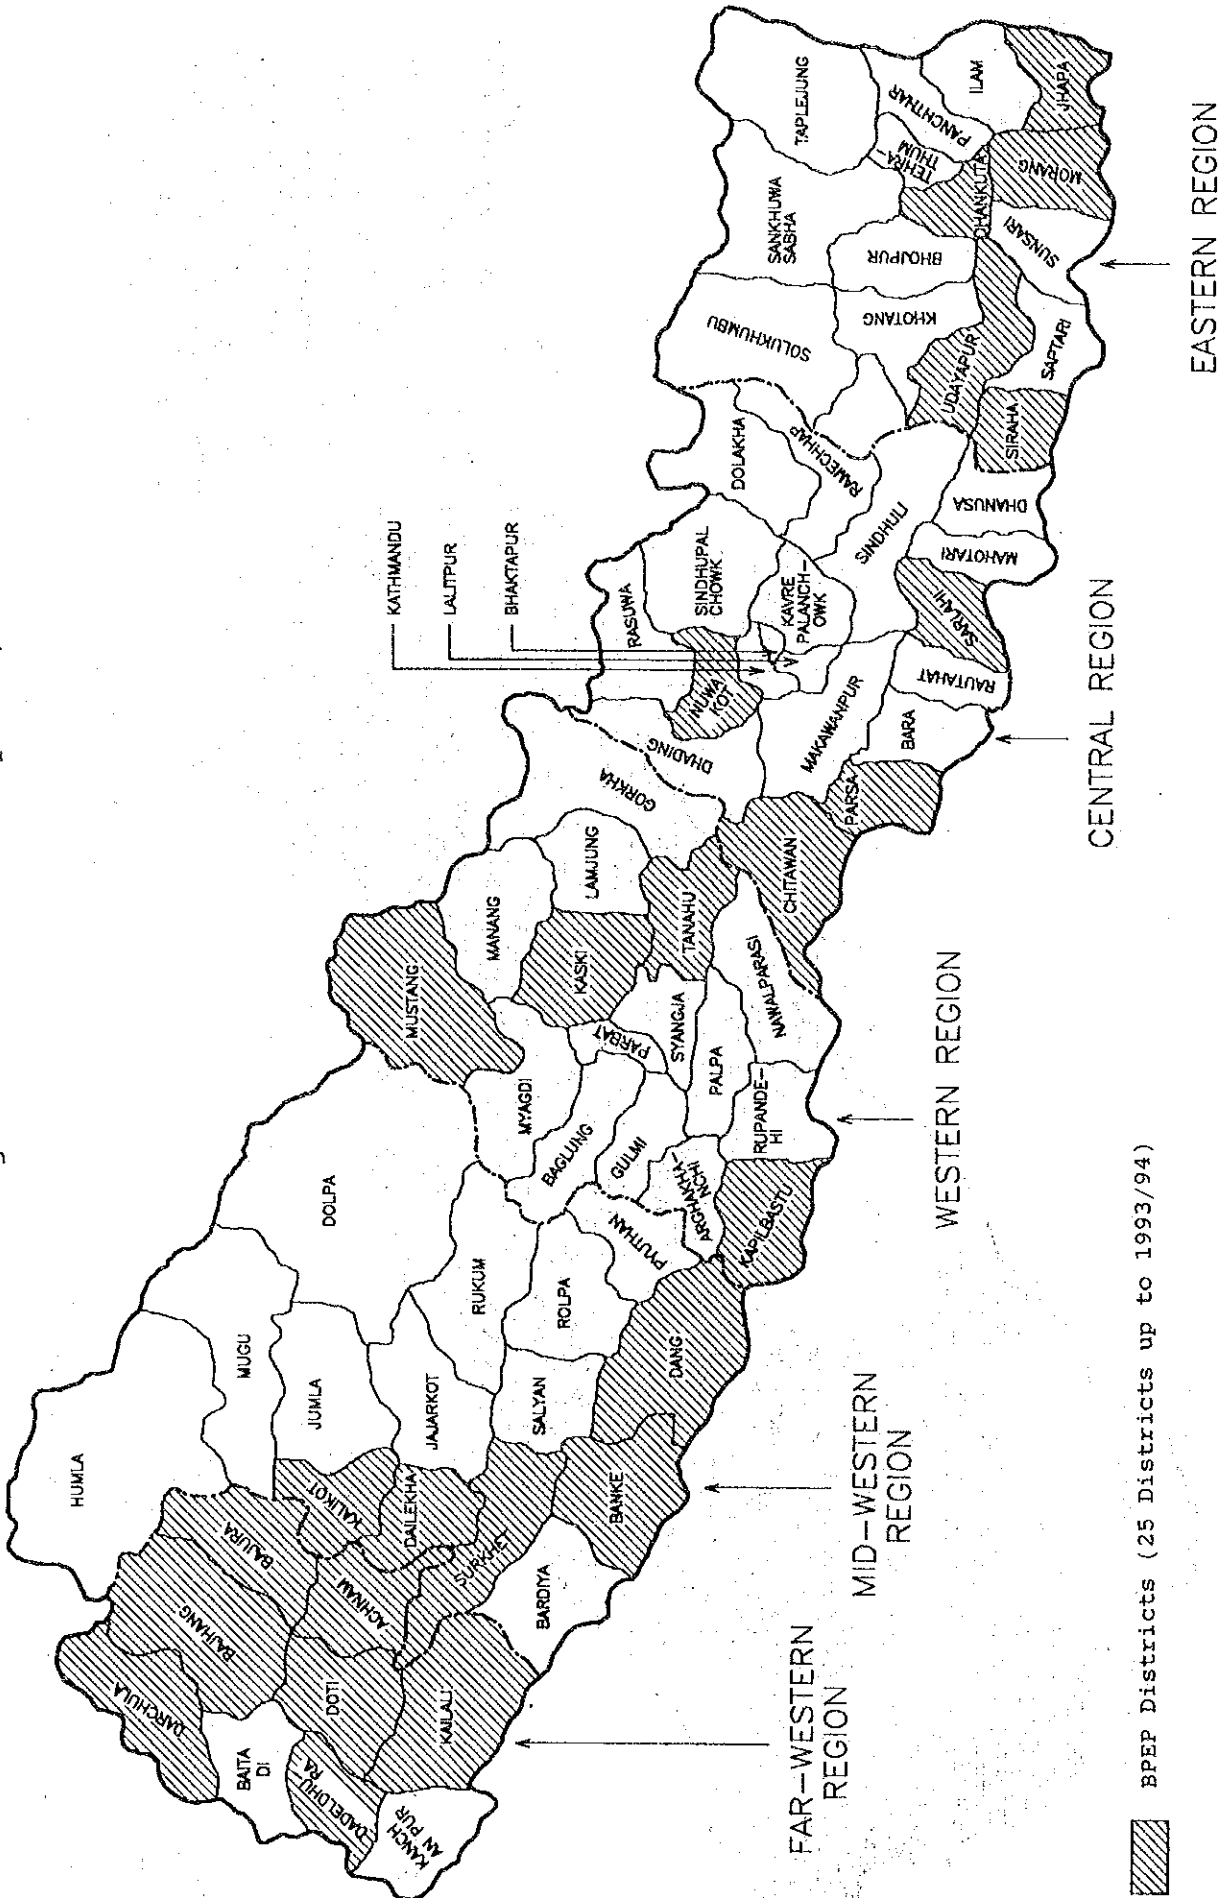 HUMLA
DARCHULA
BAJHANG
BAJURA
MUGU
BAITA
DI
DOTI
ACHNAM
KALIKOT
JUMLA
DOLPA
DADELDHU-
RA
KANCH
AN PUR
KAILALI
SURKHET
DAILEKHA
JAJARKOT
RUKUM
BARDIYA
BANKE
SALYAN
ROLPA
DANG
PYUTHAN
MUSTANG
MANANG
MYAGDI
KASKI
LAMJUNG
GORKHA
BAGLUNG
PARBAT
GULMI
SYANGJA
TANAHU
ARGHAKHA-
NCHI
PALPA
KAPILBASTU
RUPANDE-
HI
NAWALPARASI
KATHMANDU
LALITPUR
BHAKTAPUR
RASUWA
NUWA
KOT
DHADING
SINDHUPAL
CHOWK
KAVRE
PALANCH-
OWK
DOLAKHA
RAMECHHAP
SINDHULI
MAKAWANPUR
CHITAWAN
PARSA
BARA
RAUTAHAT
SARLAHI
MAHOTARI
DHANUSA
SOLUKHUMBU
SANKHUWA
SABHA
TAPLEJUNG
KHOTANG
BHOJPUR
TEHRA-
THUM
PANCHTHAR
ILAM
DHANKUTA
UDAYAPUR
SIRAHA
SAPTARI
SUNSARI
MORANG
JHAPA
FAR-WESTERN
REGION
MID-WESTERN
REGION
WESTERN REGION
CENTRAL REGION
EASTERN REGION
BPEP Districts (25 Districts up to 1993/94)